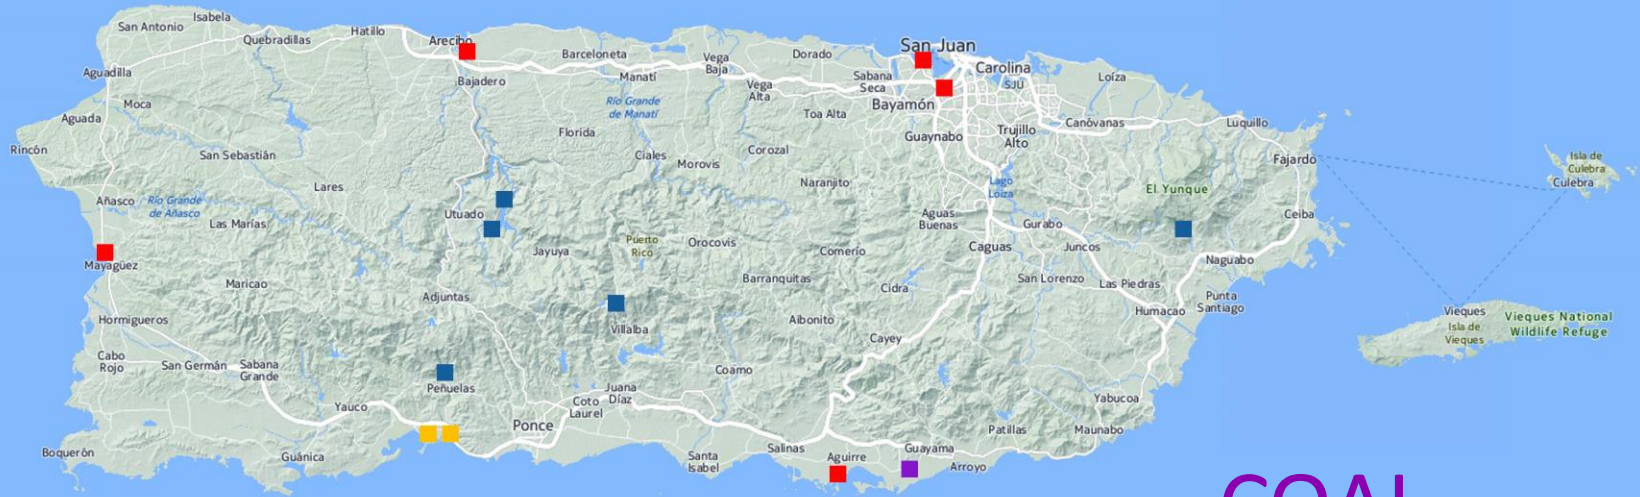 Isabela
San Antonio
Hatillo
Quebradillas
Arecibo
San Juan
Barceloneta
Vega
Baja
Dorado
Carolina
SJU
Aguadilla
Bajadero
Manatí
Sabana
Seca
Loíza
Vega
Alta
Moca
Río Grande
de Manatí
Bayamón
Toa Alta
Aguada
Canóvanas
Luquillo
Florida
Guaynabo
Trujillo
Alto
Rincón
San Sebastián
Ciales
Morovis
Corozal
Fajardo
Isla de
Culebra
Culebra
Lares
Naranjito
Lago
Loíza
El Yunque
Añasco
Río Grande
de Añasco
Utuado
Las Marías
Aguas
Buenas
Gurabo
Ceiba
Jayuya
Puerto
Rico
Orocovis
Comerío
Caguas
Juncos
Naguabo
Mayagüez
Maricao
Barranquitas
Cidra
San Lorenzo
Las Piedras
Adjuntas
Punta
Santiago
Humacao
Hormigueros
Villalba
Aibonito
Cayey
Vieques
Isla de
Vieques
Vieques National
Wildlife Refuge
Cabo
Rojo
San Germán
Sabana
Grande
Peñuelas
Coamo
Juana
Díaz
Coto
Laurel
Yauco
Yabucoa
Ponce
Patillas
Maunabo
Boquerón
Guánica
Santa
Isabel
Salinas
Aguirre
Guayama
Arroyo
COAL